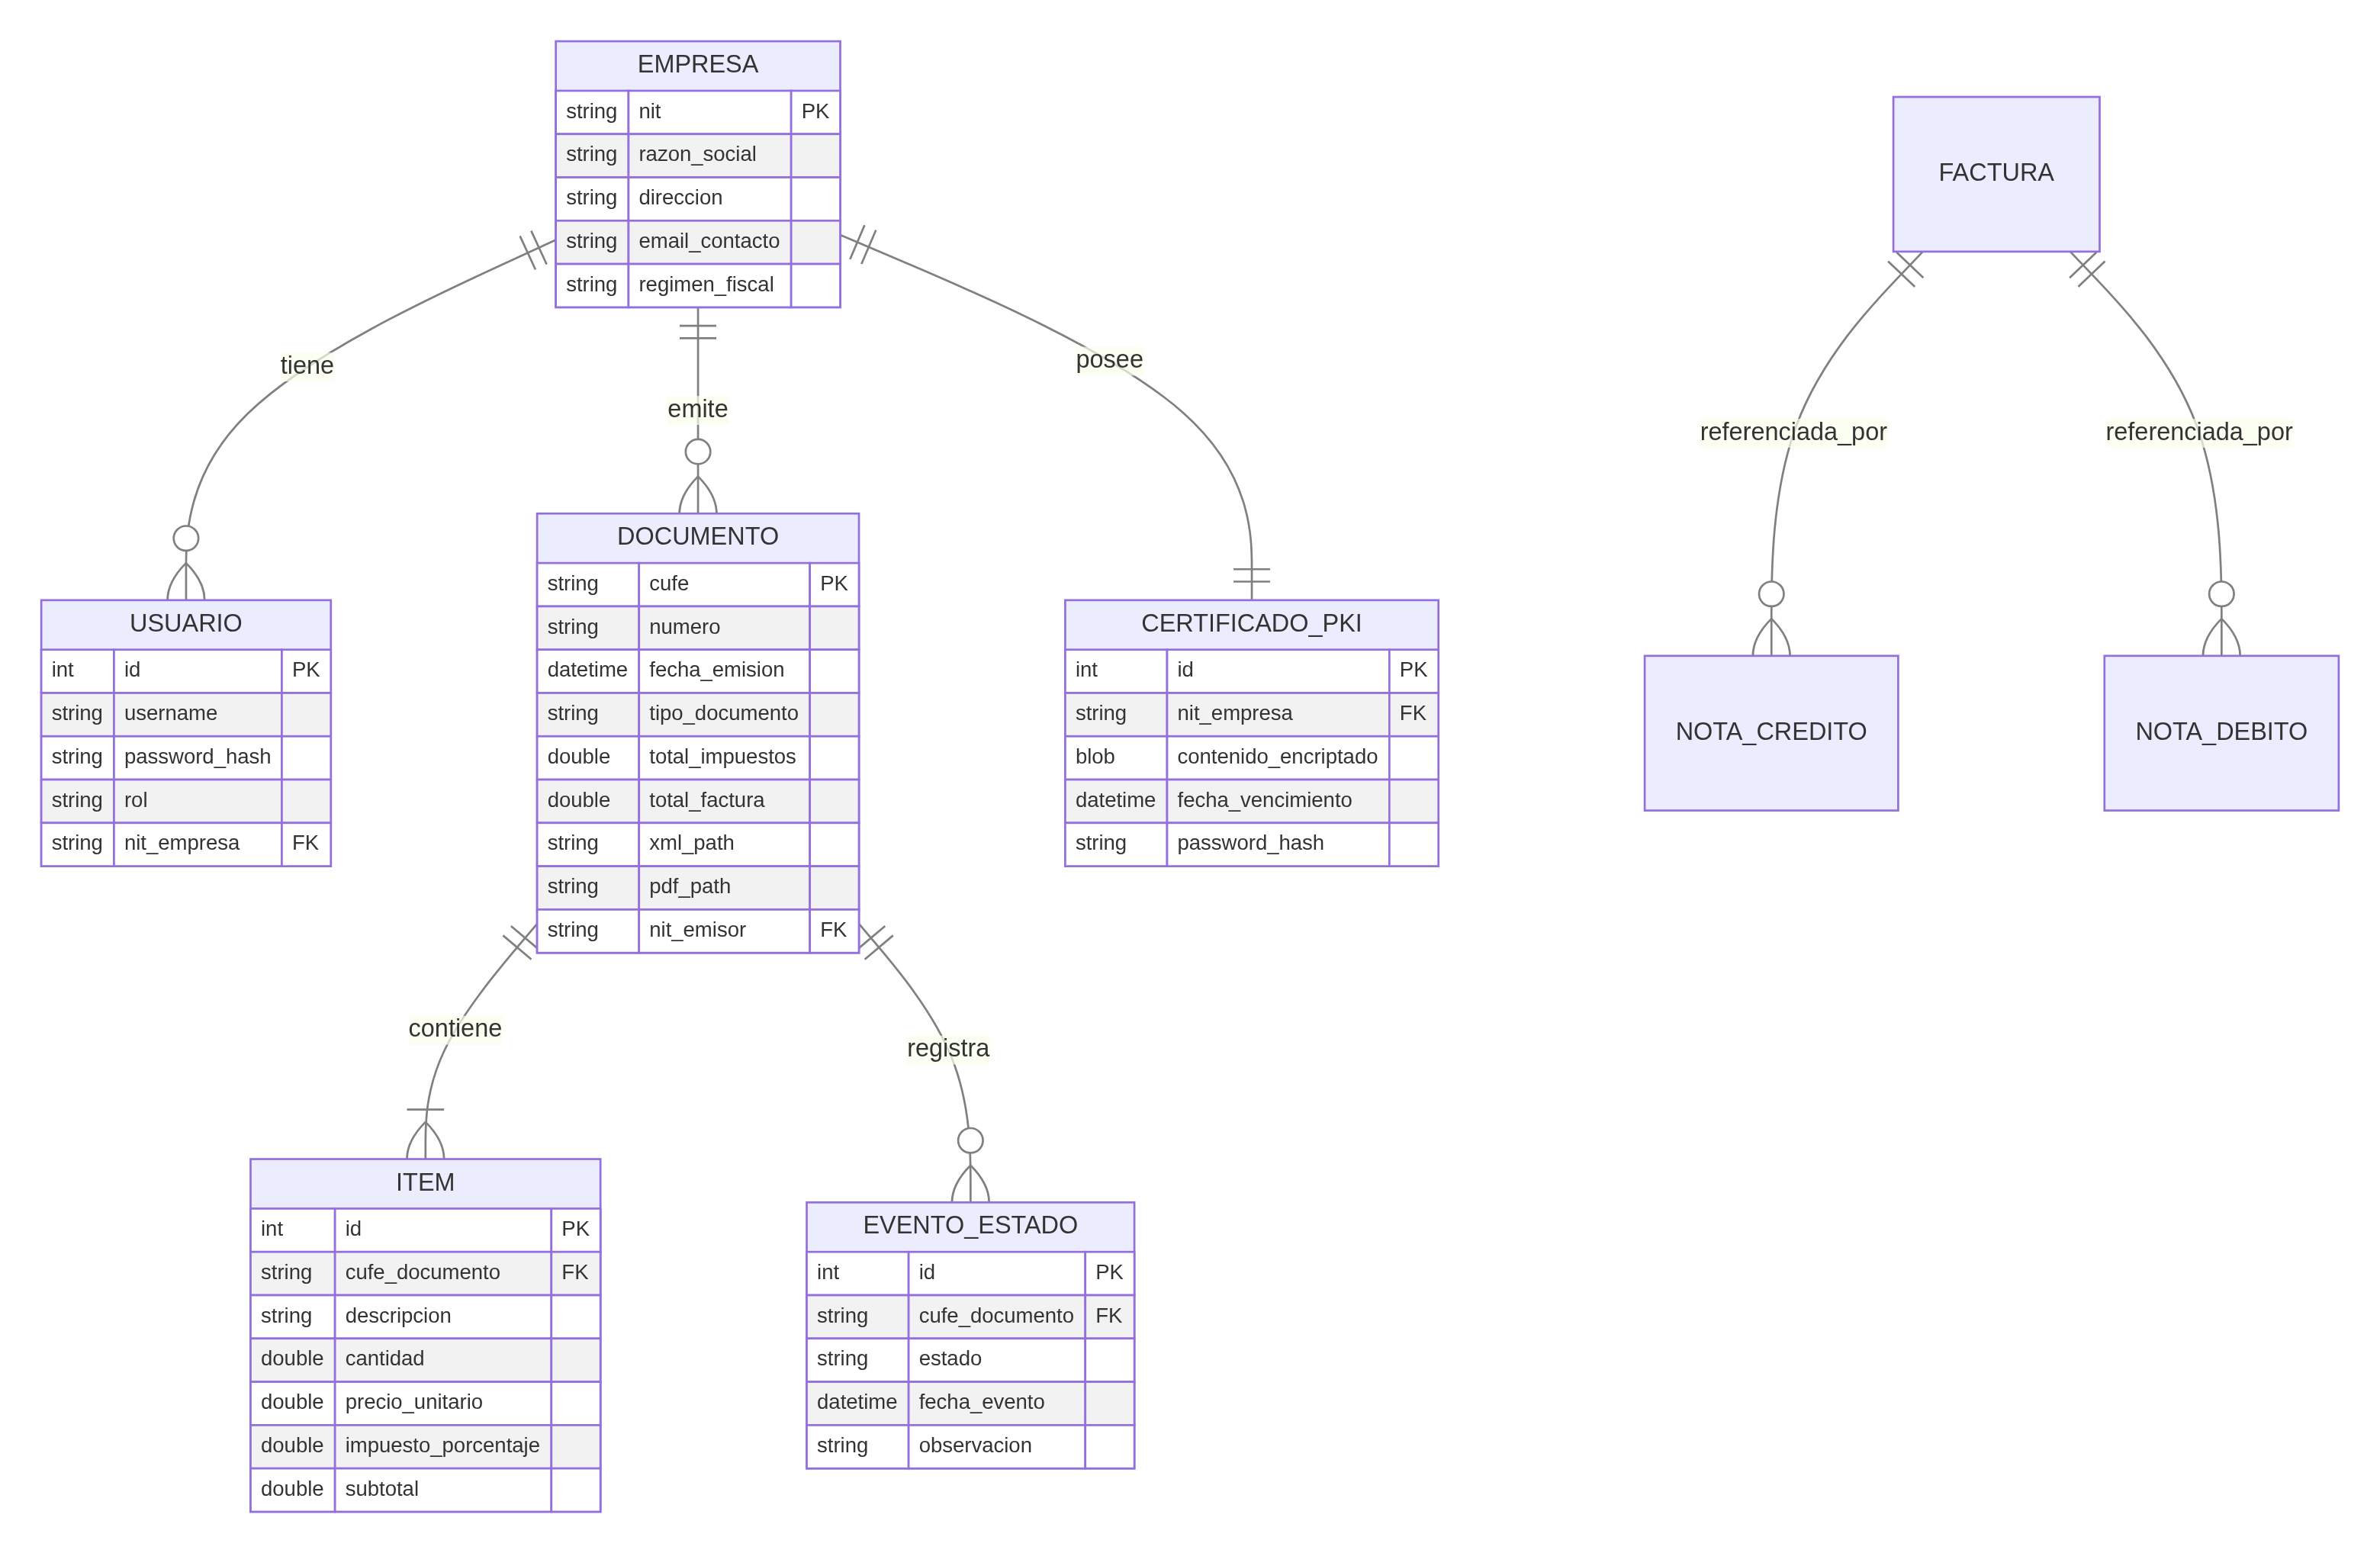 EMPRESA
string nit PK
string razon_social
string direccion
string email_contacto
string regimen_fiscal
FACTURA
tiene
emite
posee
referenciada_por
referenciada_por
USUARIO
int id PK
string username
string password_hash
string rol
string nit_empresa FK
DOCUMENTO
string cufe PK
string numero
datetime fecha_emision
string tipo_documento
double total_impuestos
double total_factura
string xml_path
string pdf_path
string nit_emisor FK
CERTIFICADO_PKI
int id PK
string nit_empresa FK
blob contenido_encriptado
datetime fecha_vencimiento
string password_hash
NOTA_CREDITO
NOTA_DEBITO
contiene
registra
ITEM
int id PK
string cufe_documento FK
string descripcion
double cantidad
double precio_unitario
double impuesto_porcentaje
double subtotal
EVENTO_ESTADO
int id PK
string cufe_documento FK
string estado
datetime fecha_evento
string observacion